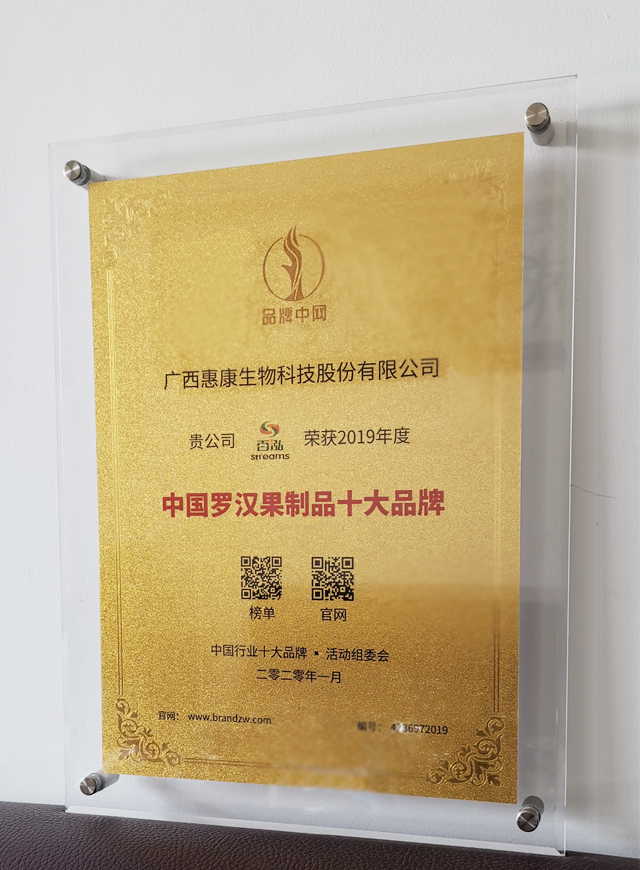 品牌中网
广西惠康生物科技股份有限公司
贵公司 百泓 Streams 荣获2019年度
中国罗汉果制品十大品牌
榜单 官网
中国行业十大品牌 · 活动组委会
二零二零年一月
官网: www.brandzw.com
编号: